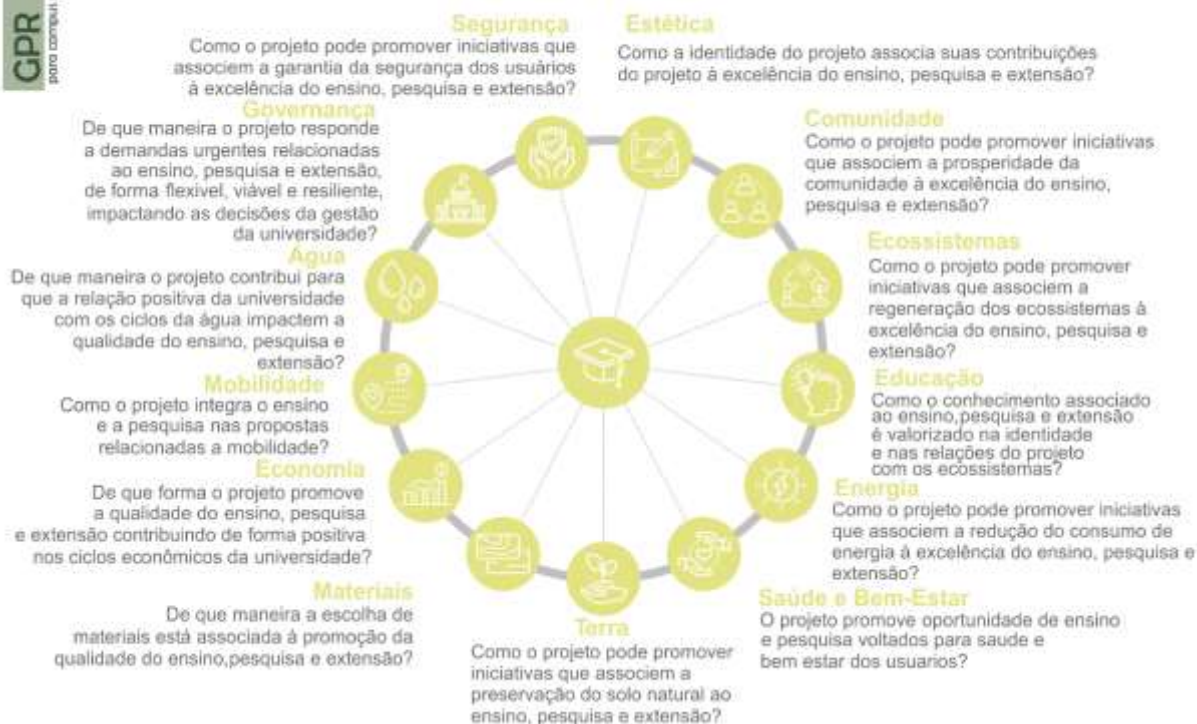 GPR
para campus
Segurança
Como o projeto pode promover iniciativas que
associem a garantia da segurança dos usuários
à excelência do ensino, pesquisa e extensão?
Estética
Como a identidade do projeto associa suas contribuições
do projeto à excelência do ensino, pesquisa e extensão?
Governança
De que maneira o projeto responde
a demandas urgentes relacionadas
ao ensino, pesquisa e extensão,
de forma flexível, viável e resiliente,
impactando as decisões da gestão
da universidade?
Comunidade
Como o projeto pode promover iniciativas
que associem a prosperidade da
comunidade à excelência do ensino,
pesquisa e extensão?
Água
De que maneira o projeto contribui para
que a relação positiva da universidade
com os ciclos da água impactem a
qualidade do ensino, pesquisa e
extensão?
Ecossistemas
Como o projeto pode promover
iniciativas que associem a
regeneração dos ecossistemas à
excelência do ensino, pesquisa e
extensão?
Mobilidade
Como o projeto integra o ensino
e a pesquisa nas propostas
relacionadas a mobilidade?
Educação
Como o conhecimento associado
ao ensino,pesquisa e extensão
é valorizado na identidade
e nas relações do projeto
com os ecossistemas?
Economia
De que forma o projeto promove
a qualidade do ensino, pesquisa
e extensão contribuindo de forma positiva
nos ciclos econômicos da universidade?
Energia
Como o projeto pode promover iniciativas
que associem a redução do consumo de
energia à excelência do ensino, pesquisa e
extensão?
Materiais
De que maneira a escolha de
materiais está associada à promoção da
qualidade do ensino,pesquisa e extensão?
Terra
Como o projeto pode promover
iniciativas que associem a
preservação do solo natural ao
ensino, pesquisa e extensão?
Saúde e Bem-Estar
O projeto promove oportunidade de ensino
e pesquisa voltados para saude e
bem estar dos usuarios?